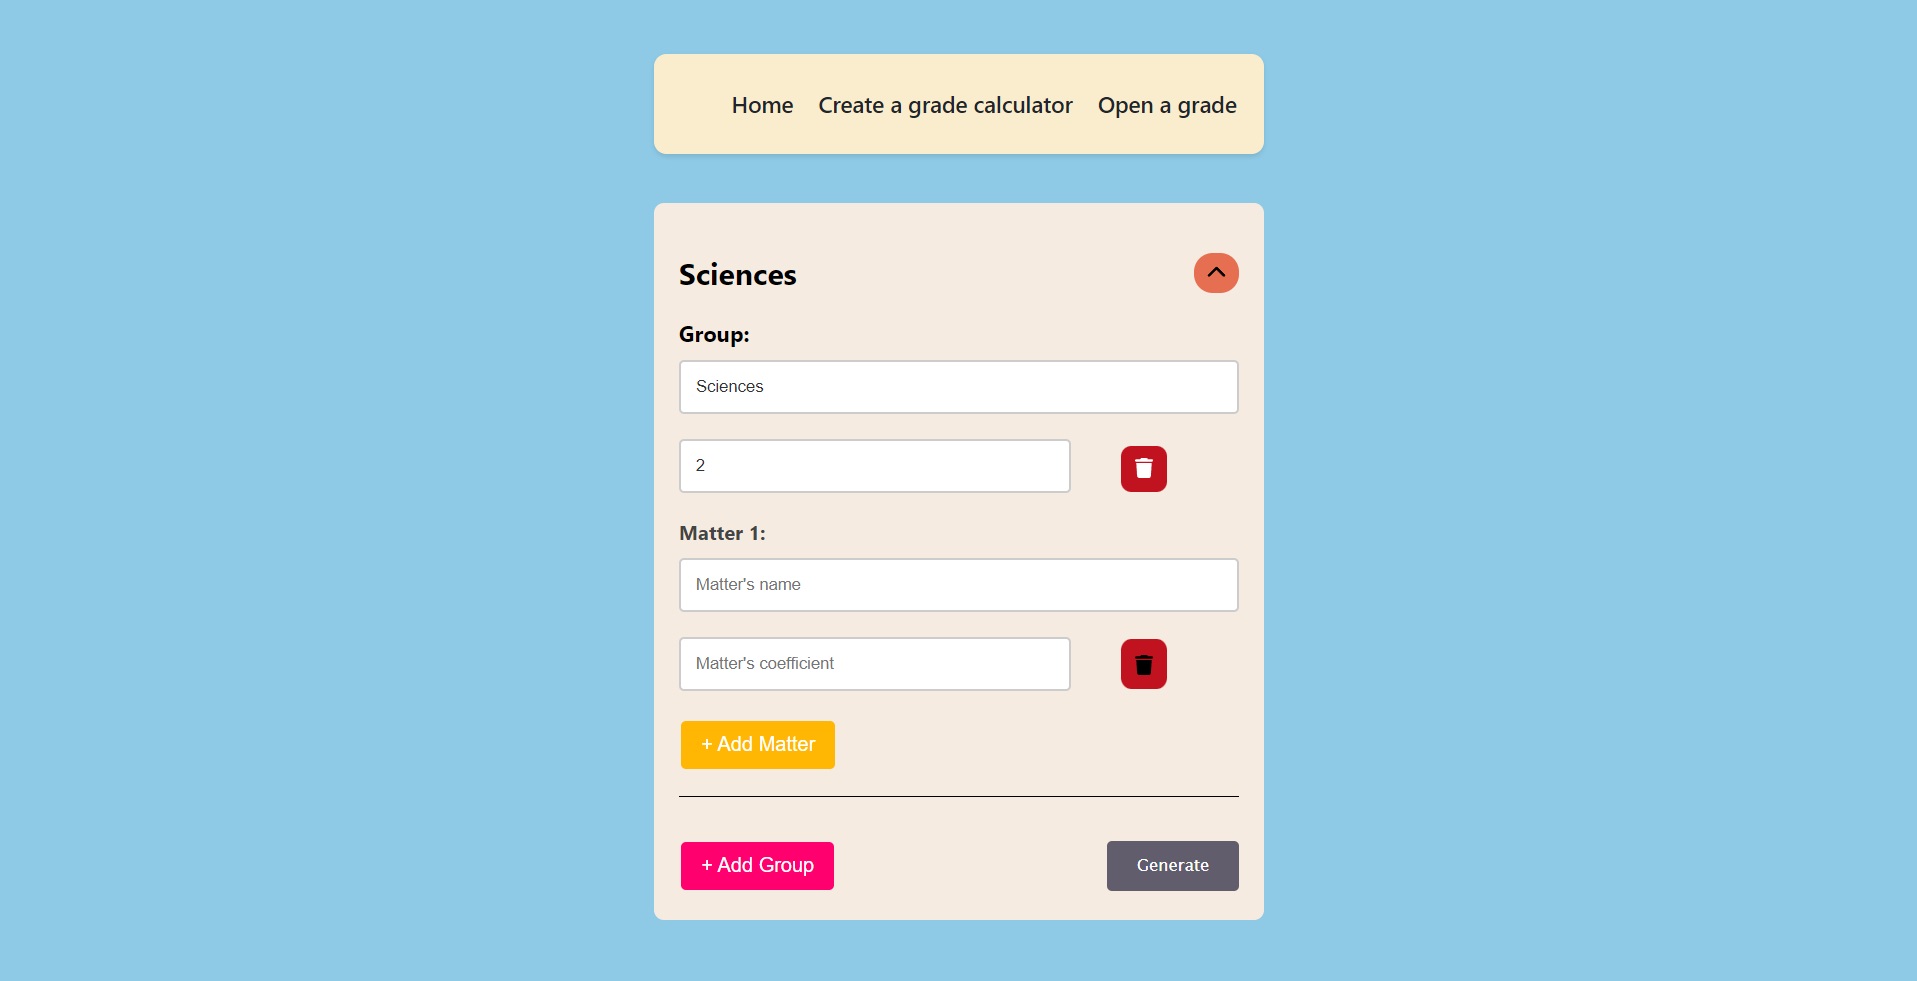 Home Create a grade calculator Open a grade
Sciences
Group:
Sciences
2
Matter 1:
Matter's name
Matter's coefficient
+ Add Matter
+ Add Group Generate